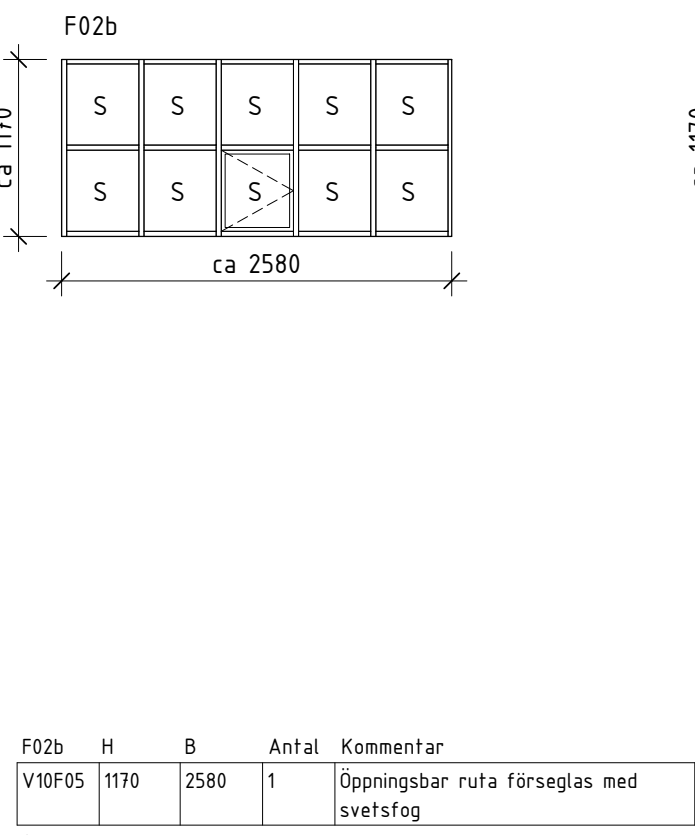 F02b
S S S S S
ca 1170
S S S S S
ca 2580
F02b H B Antal Kommentar
V10F05 1170 2580 1 Öppningsbar ruta förseglas med
svetsfog